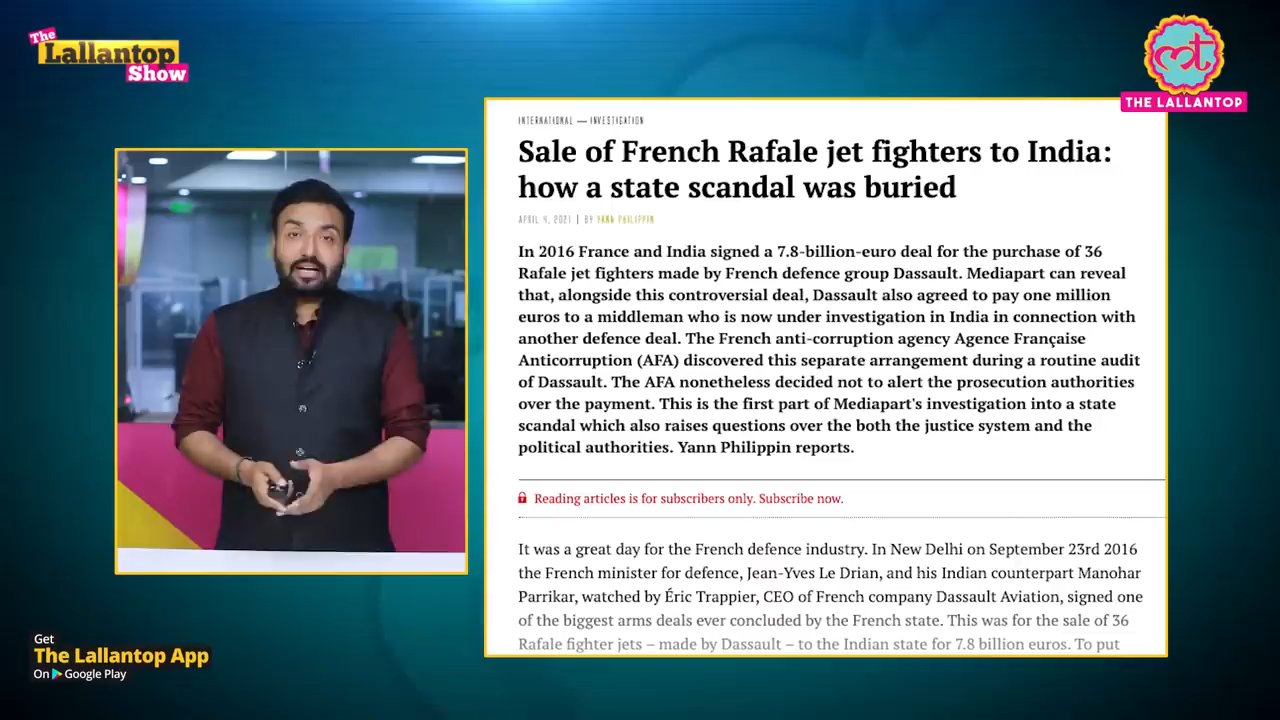 The
Lallantop
Show
मत
THE LALLANTOP
INTERNATIONAL — INVESTIGATION
Sale of French Rafale jet fighters to India:
how a state scandal was buried
APRIL 4, 2021 | BY YANN PHILIPPIN
In 2016 France and India signed a 7.8-billion-euro deal for the purchase of 36
Rafale jet fighters made by French defence group Dassault. Mediapart can reveal
that, alongside this controversial deal, Dassault also agreed to pay one million
euros to a middleman who is now under investigation in India in connection with
another defence deal. The French anti-corruption agency Agence Française
Anticorruption (AFA) discovered this separate arrangement during a routine audit
of Dassault. The AFA nonetheless decided not to alert the prosecution authorities
over the payment. This is the first part of Mediapart's investigation into a state
scandal which also raises questions over the both the justice system and the
political authorities. Yann Philippin reports.
Reading articles is for subscribers only. Subscribe now.
It was a great day for the French defence industry. In New Delhi on September 23rd 2016
the French minister for defence, Jean-Yves Le Drian, and his Indian counterpart Manohar
Parrikar, watched by Éric Trappier, CEO of French company Dassault Aviation, signed one
of the biggest arms deals ever concluded by the French state. This was for the sale of 36
Rafale fighter jets – made by Dassault – to the Indian state for 7.8 billion euros. To put
Get
The Lallantop App
On Google Play